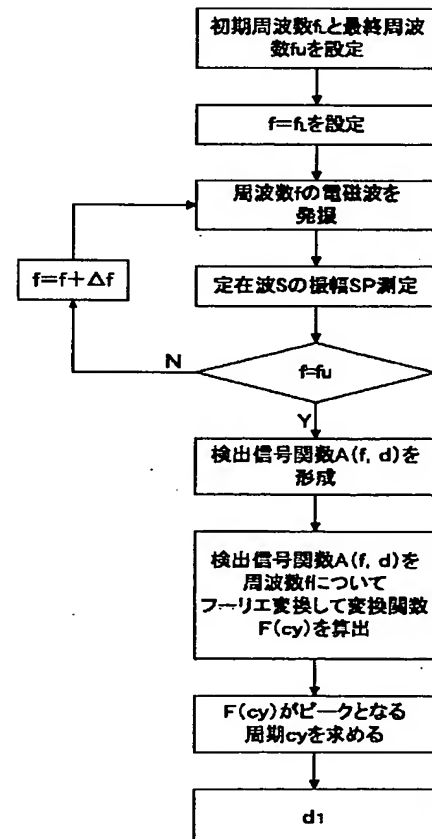 初期周波数fLと最終周波
数fuを設定
f=fLを設定
周波数fの電磁波を
発振
f=f+Δf
定在波Sの振幅SP測定
N
f=fu
Y
検出信号関数A(f, d)を
形成
検出信号関数A(f, d)を
周波数fについて
フーリエ変換して変換関数
F(cy)を算出
F(cy)がピークとなる
周期cyを求める
d1